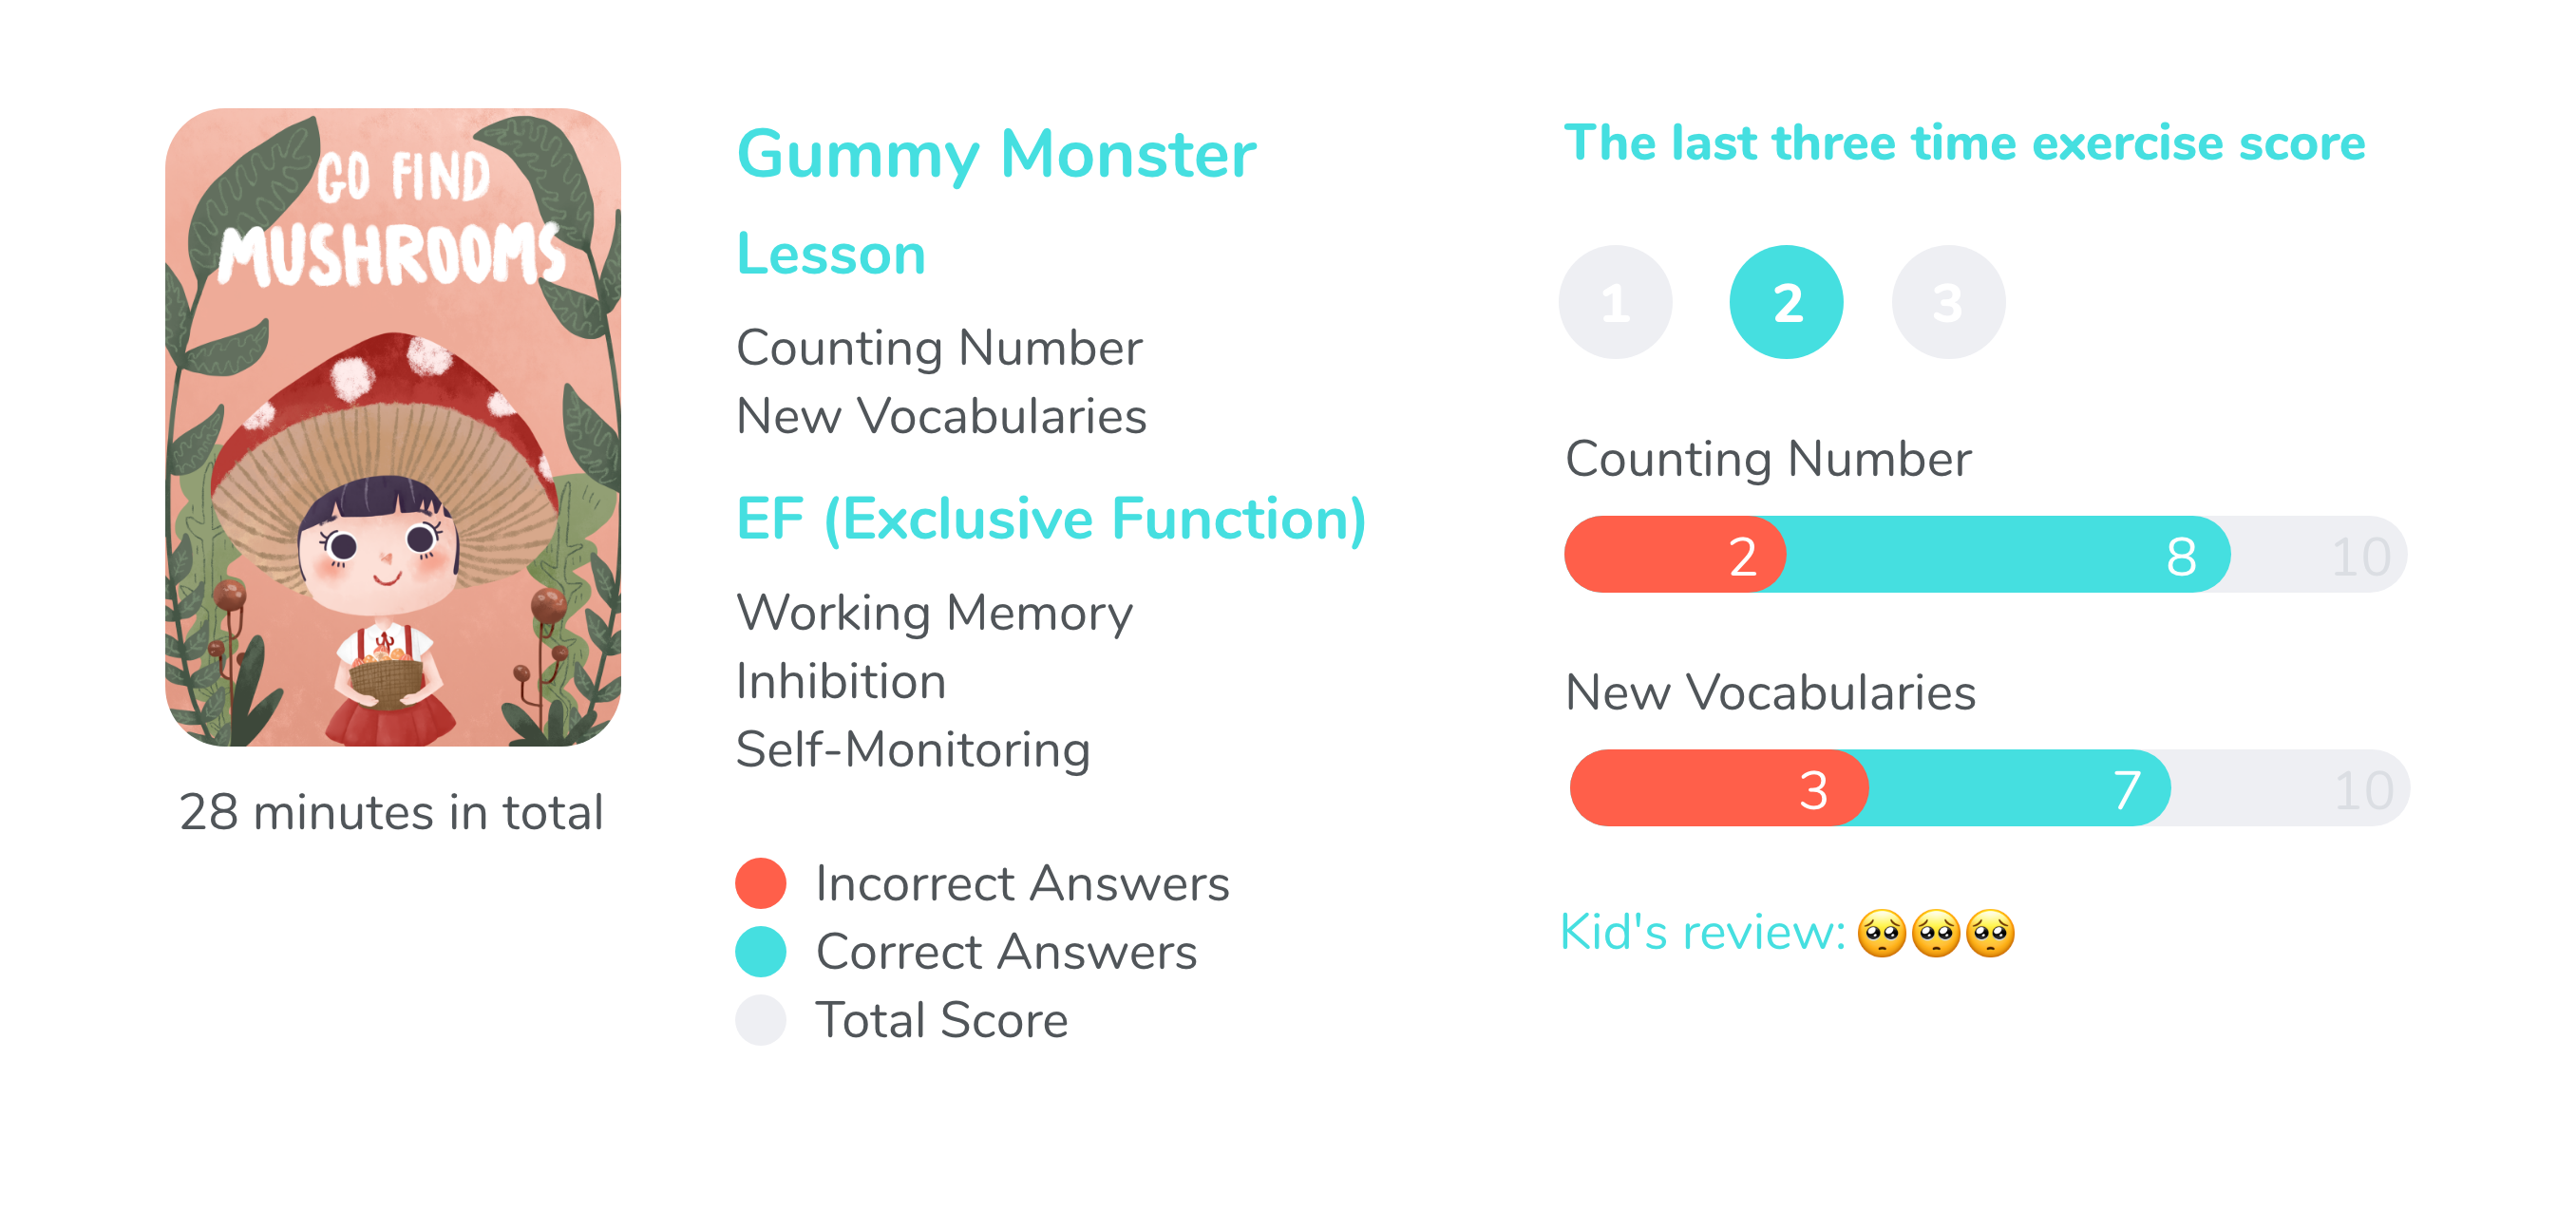 GO FIND
MUSHROOMS
28 minutes in total
Gummy Monster
Lesson
Counting Number
New Vocabularies
EF (Exclusive Function)
Working Memory
Inhibition
Self-Monitoring
Incorrect Answers
Correct Answers
Total Score
The last three time exercise score
1 2 3
Counting Number
2 8 10
New Vocabularies
3 7 10
Kid's review: 🥺🥺🥺